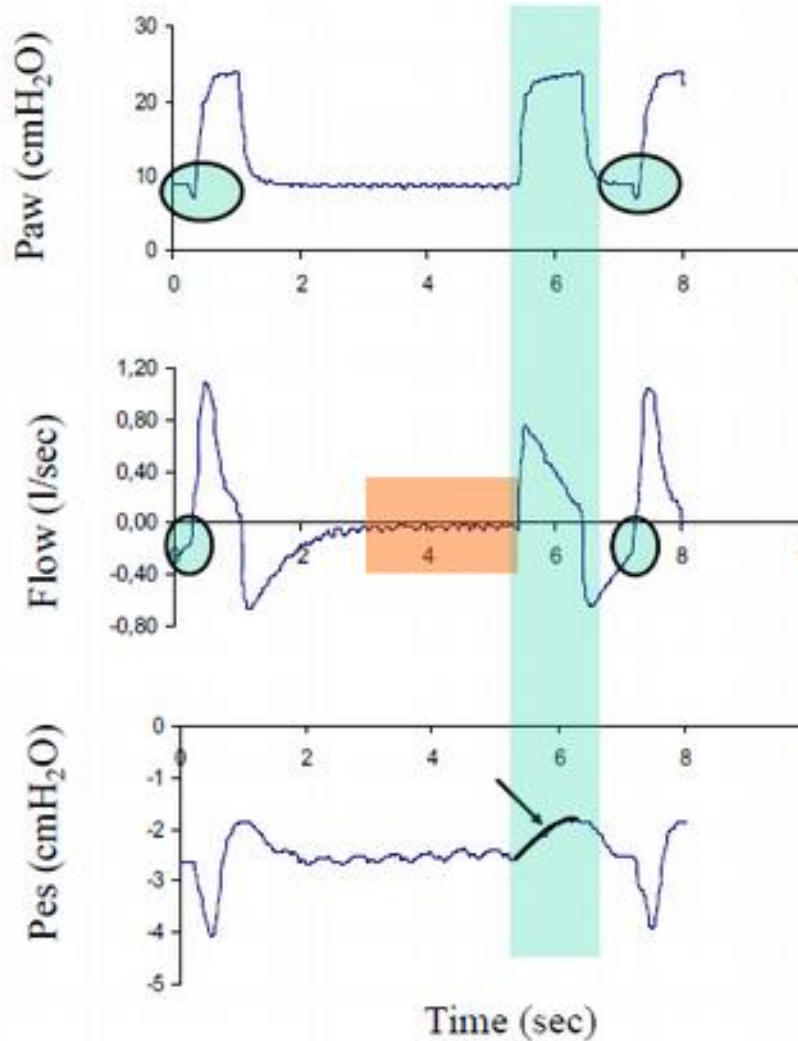 Paw (cmH₂O)
30
20
10
0
0 2 4 6 8
Flow (l/sec)
1,20
0,80
0,40
0,00
-0,40
-0,80
0 2 4 6 8
Pes (cmH₂O)
0
-1
-2
-3
-4
-5
0 2 4 6 8
Time (sec)